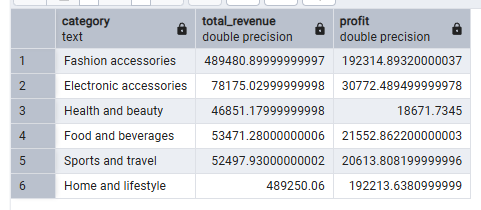 category total_revenue profit
text double precision double precision
1 Fashion accessories 489480.89999999997 192314.89320000037
2 Electronic accessories 78175.02999999998 30772.489499999978
3 Health and beauty 46851.17999999998 18671.7345
4 Food and beverages 53471.28000000006 21552.862200000003
5 Sports and travel 52497.93000000002 20613.808199999996
6 Home and lifestyle 489250.06 192213.6380999999